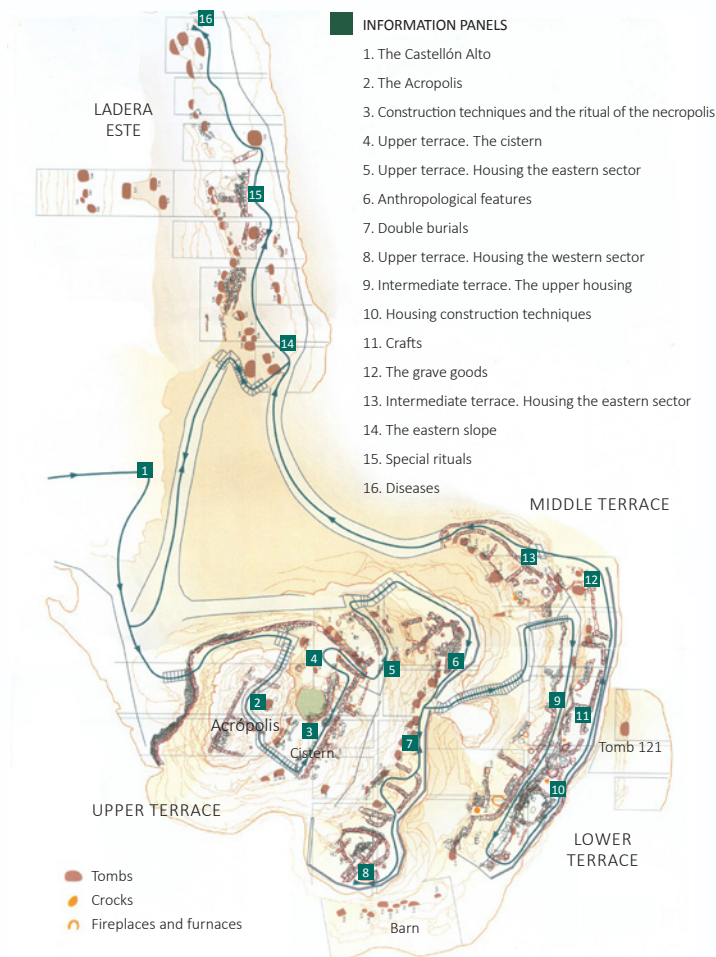 16
INFORMATION PANELS
1. The Castellón Alto
2. The Acropolis
3. Construction techniques and the ritual of the necropolis
4. Upper terrace. The cistern
5. Upper terrace. Housing the eastern sector
6. Anthropological features
7. Double burials
8. Upper terrace. Housing the western sector
9. Intermediate terrace. The upper housing
10. Housing construction techniques
11. Crafts
12. The grave goods
13. Intermediate terrace. Housing the eastern sector
14. The eastern slope
15. Special rituals
16. Diseases
LADERA
ESTE
15
14
1
MIDDLE TERRACE
13
12
4
5
6
2
Acrópolis
3
Cistern
9
11
7
Tomb 121
10
UPPER TERRACE
LOWER
TERRACE
8
Tombs
Crocks
Fireplaces and furnaces
Barn